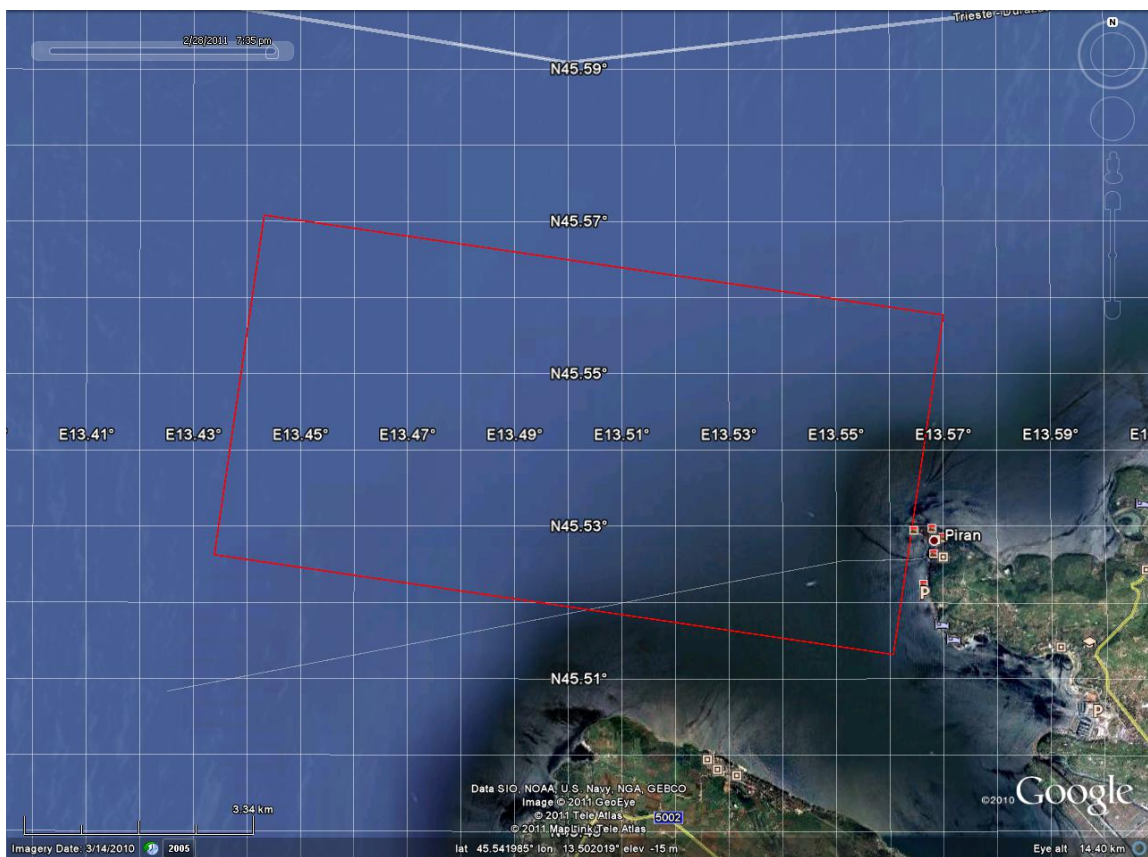 Trieste-Duraz
N
2/28/2011 7:35 pm
N45.59°
N45.57°
N45.55°
E13.41°
E13.43°
E13.45°
E13.47°
E13.49°
E13.51°
E13.53°
E13.55°
E13.57°
E13.59°
E1
N45.53°
Piran
P
N45.51°
P
Data SIO, NOAA, U.S. Navy, NGA, GEBCO
Image © 2011 GeoEye
© 2011 Tele Atlas
© 2011 MapLink/Tele Atlas
5002
3.34 km
©2010 Google
Imagery Date: 3/14/2010
2005
lat 45.541985° lon 13.502019° elev -15 m
Eye alt 14.40 km